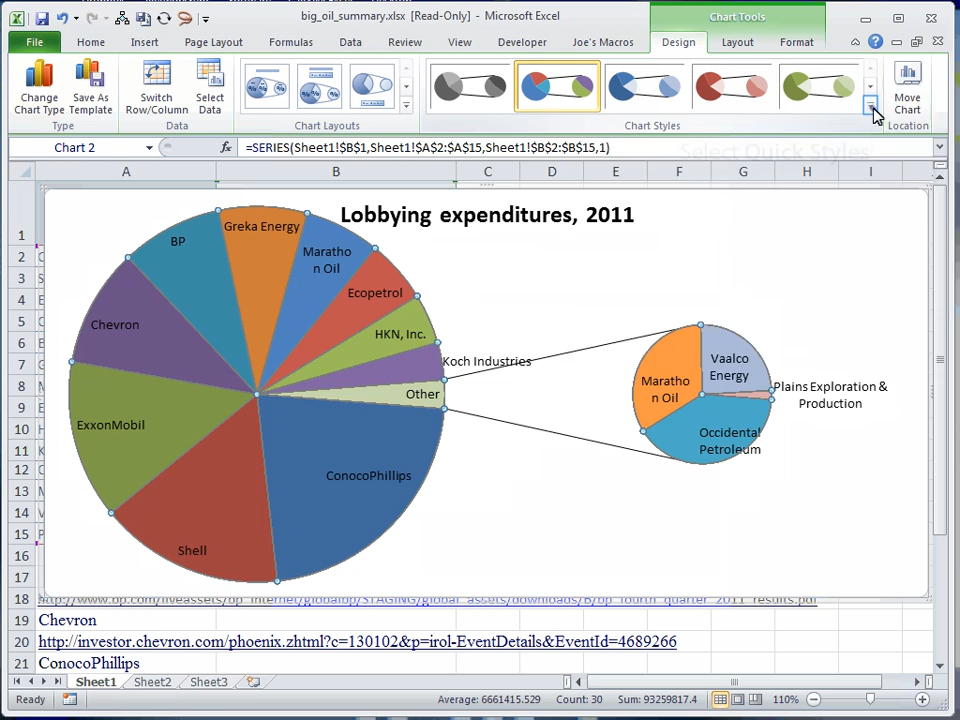 big_oil_summary.xlsx [Read-Only] - Microsoft Excel
Chart Tools
File Home Insert Page Layout Formulas Data Review View Developer Joe's Macros Design Layout Format
Change Chart Type
Save As Template
Switch Row/Column
Select Data
Move Chart
Type Data Chart Layouts Chart Styles Location
Chart 2 fx =SERIES(Sheet1!$B$1,Sheet1!$A$2:$A$15,Sheet1!$B$2:$B$15,1)
Select Quick Styles
A B C D E F G H I
Lobbying expenditures, 2011
Greka Energy
BP
Maratho
n Oil
Ecopetrol
Chevron
HKN, Inc.
Koch Industries
Other
ExxonMobil
ConocoPhillips
Shell
Vaalco
Energy
Maratho
n Oil
Plains Exploration &
Production
Occidental
Petroleum
1
2
3
4
5
6
7
8
9
10
11
12
13
14
15
16
17
18
19 Chevron
20 http://investor.chevron.com/phoenix.zhtml?c=130102&p=irol-EventDetails&EventId=4689266
21 ConocoPhillips
Sheet1 Sheet2 Sheet3
Ready Average: 6661415.529 Count: 30 Sum: 93259817.4 110%